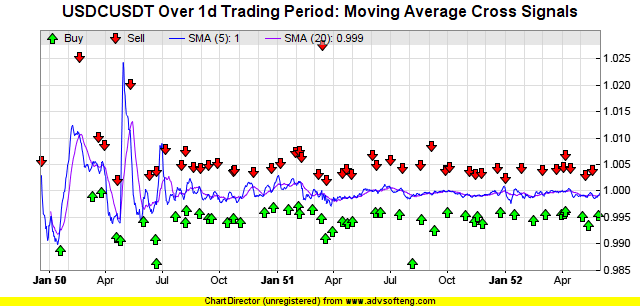 USDCUSDT Over 1d Trading Period: Moving Average Cross Signals
Buy Sell SMA (5): 1 SMA (20): 0.999
1.025
1.020
1.015
1.010
1.005
1.000
0.995
0.990
0.985
Jan 50 Apr Jul Oct Jan 51 Apr Jul Oct Jan 52 Apr
ChartDirector (unregistered) from www.advsofteng.com